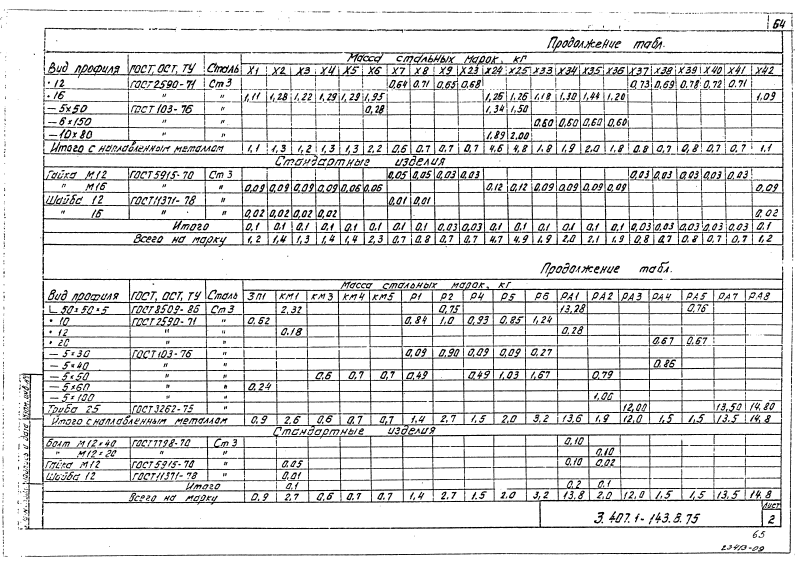 64
Продолжение табл.
Вид профиля ГОСТ, ОСТ, ТУ Сталь Масса стальных марок, кг
Х1 Х2 Х3 Х4 Х5 Х6 Х7 Х8 Х9 Х23 Х24 Х25 Х33 Х34 Х35 Х36 Х37 Х38 Х39 Х40 Х41 Х42
• 12 ГОСТ2590-71 Ст3 0,64 0,71 0,65 0,68 0,73 0,69 0,78 0,72 0,71
• 16 " " 1,11 1,28 1,22 1,29 1,29 1,95 1,26 1,26 1,18 1,30 1,44 1,20 1,09
— 5×50 ГОСТ 103-76 " 0,28 1,34 1,50
— 6×150 " " 0,60 0,60 0,60 0,60
— 10×80 " " 1,89 2,00
Итого с наплавленным металлом 1,1 1,3 1,2 1,3 1,3 2,2 0,6 0,7 0,7 0,7 4,6 4,8 1,8 1,9 2,0 1,8 0,8 0,7 0,8 0,7 0,7 1,1
Стандартные изделия
Гайка М12 ГОСТ5915-70 Ст3 0,05 0,05 0,03 0,03 0,03 0,03 0,03 0,03 0,03
" М16 " " 0,09 0,09 0,09 0,09 0,06 0,06 0,12 0,12 0,09 0,09 0,09 0,09 0,09
Шайба 12 ГОСТ11371-78 " 0,01 0,01
" 16 " " 0,02 0,02 0,02 0,02 0,02
Итого 0,1 0,1 0,1 0,1 0,1 0,1 0,1 0,1 0,03 0,03 0,1 0,1 0,1 0,1 0,1 0,1 0,03 0,03 0,03 0,03 0,03 0,1
Всего на марку 1,2 1,4 1,3 1,4 1,4 2,3 0,7 0,8 0,7 0,7 4,7 4,9 1,9 2,0 2,1 1,9 0,8 0,7 0,8 0,7 0,7 1,2
Продолжение табл.
Вид профиля ГОСТ, ОСТ, ТУ Сталь Масса стальных марок, кг
ЗП1 КМ1 КМ3 КМ4 КМ5 Р1 Р2 Р4 Р5 Р6 РА1 РА2 РА3 РА4 РА5 РА7 РА8
∟ 50×50×5 ГОСТ8509-86 Ст3 2,32 0,75 13,28 0,76
• 10 ГОСТ2590-71 " 0,62 0,84 1,0 0,93 0,85 1,24
• 12 " " 0,18 0,28
• 20 " " 0,67 0,67
— 5×30 ГОСТ103-76 " 0,09 0,90 0,09 0,09 0,27
— 5×40 " " 0,86
— 5×50 " " 0,6 0,7 0,7 0,49 0,49 1,03 1,67 0,79
— 5×60 " " 0,24
— 5×100 " " 1,06
Труба 25 ГОСТ3262-75 " 12,00 13,50 14,80
Итого с наплавленным металлом 0,9 2,6 0,6 0,7 0,7 1,4 2,7 1,5 2,0 3,2 13,6 1,9 12,0 1,5 1,5 13,5 14,8
Стандартные изделия
Болт М12×40 ГОСТ7798-70 Ст3 0,10
" М12×20 " " 0,10
Гайка М12 ГОСТ5915-70 " 0,05 0,10 0,02
Шайба 12 ГОСТ11371-78 " 0,01
Итого 0,1 0,2 0,1
Всего на марку 0,9 2,7 0,6 0,7 0,7 1,4 2,7 1,5 2,0 3,2 13,8 2,0 12,0 1,5 1,5 13,5 14,8
3.407.1-143.8.75
Лист
2
65
23413-09